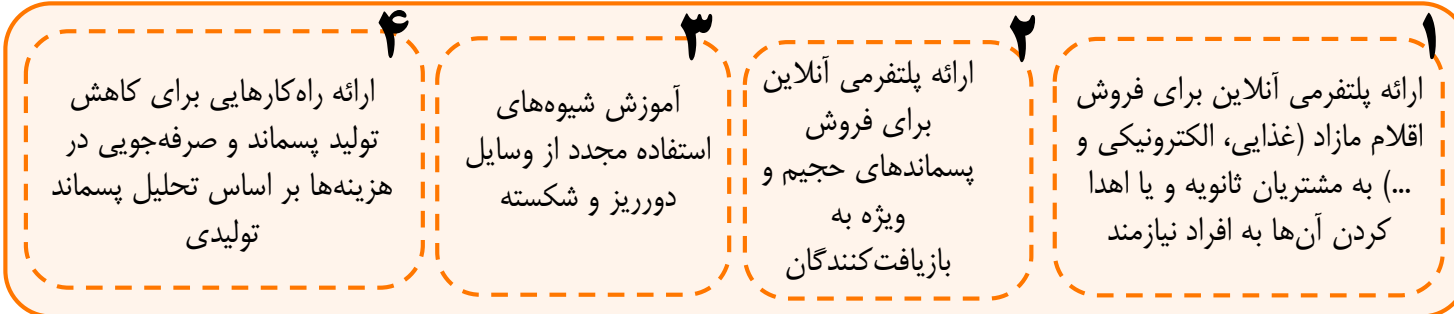 ۱
ارائه پلتفرمی آنلاین برای فروش
اقلام مازاد (غذایی، الکترونیکی و
...) به مشتریان ثانویه و یا اهدا
کردن آن‌ها به افراد نیازمند
۲
ارائه پلتفرمی آنلاین
برای فروش
پسماندهای حجیم و
ویژه به
بازیافت‌کنندگان
۳
آموزش شیوه‌های
استفاده مجدد از وسایل
دورریز و شکسته
۴
ارائه راه‌کارهایی برای کاهش
تولید پسماند و صرفه‌جویی در
هزینه‌ها بر اساس تحلیل پسماند
تولیدی